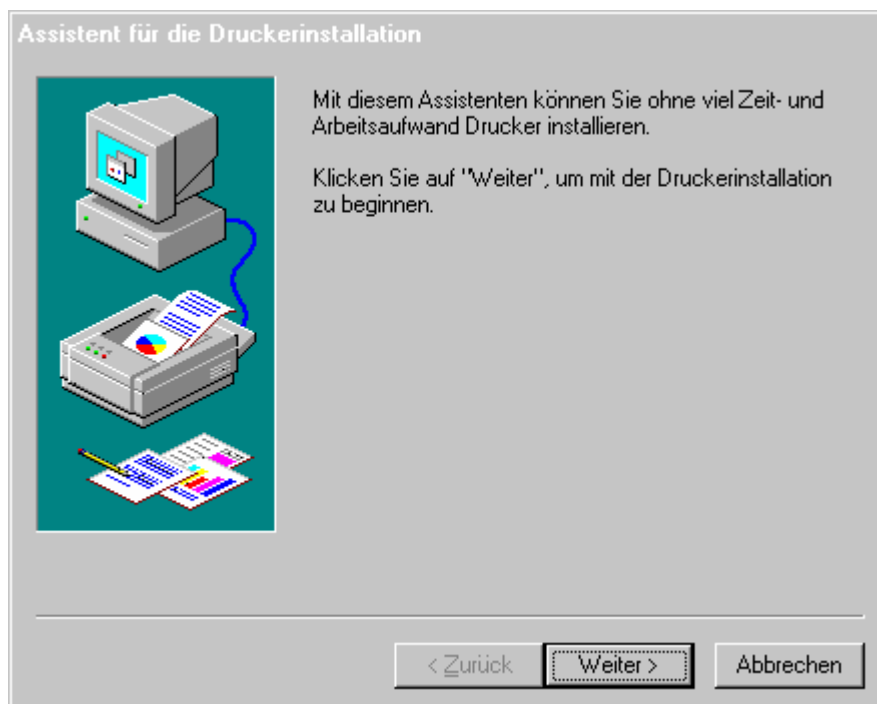 Assistent für die Druckerinstallation
Mit diesem Assistenten können Sie ohne viel Zeit- und
Arbeitsaufwand Drucker installieren.
Klicken Sie auf "Weiter", um mit der Druckerinstallation
zu beginnen.
< Zurück
Weiter >
Abbrechen